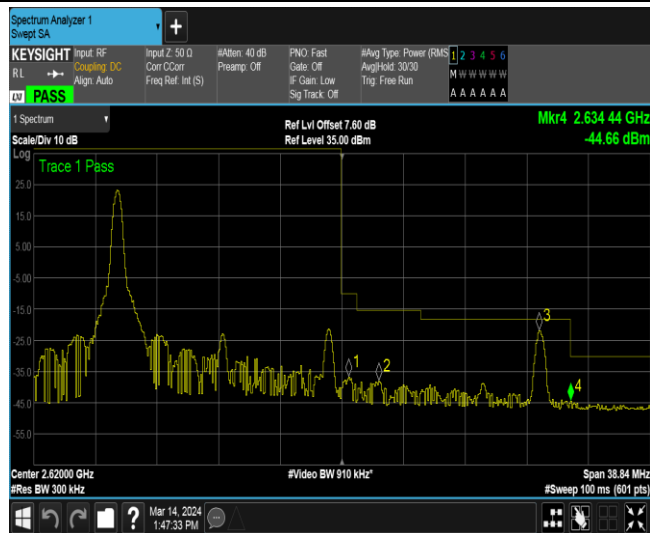 Spectrum Analyzer 1
Swept SA
KEYSIGHT
RL
PASS
Input: RF
Coupling: DC
Align: Auto
Input Z: 50 Ω
Corr CCorr
Freq Ref: Int (S)
#Atten: 40 dB
Preamp: Off
PNO: Fast
Gate: Off
IF Gain: Low
Sig Track: Off
#Avg Type: Power (RMS
Avg|Hold: 30/30
Trig: Free Run
1 2 3 4 5 6
M W W W W W
A A A A A A
1 Spectrum
Scale/Div 10 dB
Ref Lvl Offset 7.60 dB
Ref Level 35.00 dBm
Mkr4 2.634 44 GHz
-44.66 dBm
Log
Trace 1 Pass
25.0
15.0
5.00
-5.00
-15.0
-25.0
-35.0
-45.0
-55.0
1
2
3
4
Center 2.62000 GHz
#Res BW 300 kHz
#Video BW 910 kHz*
Span 38.84 MHz
#Sweep 100 ms (601 pts)
Mar 14, 2024
1:47:33 PM